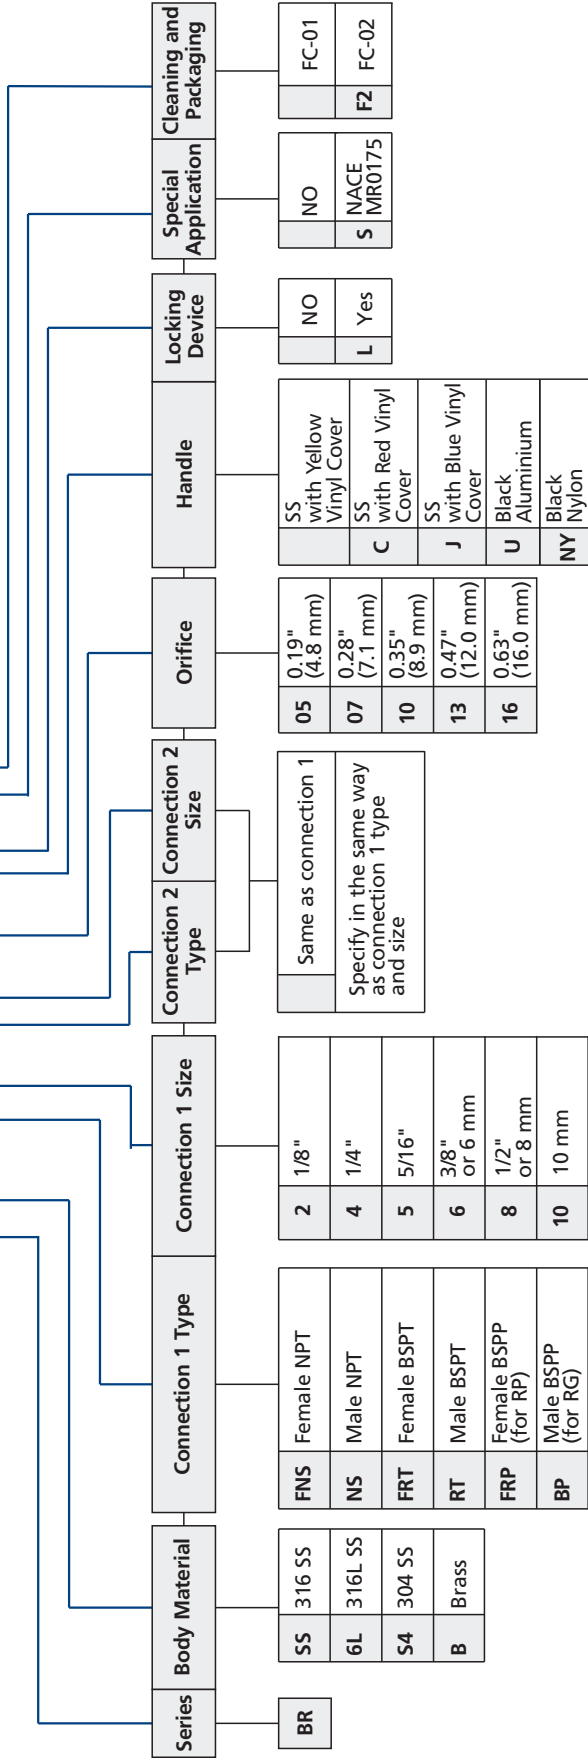 Series
Body Material
Connection 1 Type
Connection 1 Size
Connection 2
Type
Connection 2
Size
Orifice
Handle
Locking
Device
Special
Application
Cleaning and
Packaging
BR
SS 316 SS
6L 316L SS
S4 304 SS
B Brass
FNS Female NPT
NS Male NPT
FRT Female BSPT
RT Male BSPT
FRP Female BSPP
(for RP)
BP Male BSPP
(for RG)
2 1/8"
4 1/4"
5 5/16"
6 3/8"
or 6 mm
8 1/2"
or 8 mm
10 10 mm
Same as connection 1
Specify in the same way
as connection 1 type
and size
05 0.19"
(4.8 mm)
07 0.28"
(7.1 mm)
10 0.35"
(8.9 mm)
13 0.47"
(12.0 mm)
16 0.63"
(16.0 mm)
SS
with Yellow
Vinyl Cover
C SS
with Red Vinyl
Cover
J SS
with Blue Vinyl
Cover
U Black
Aluminium
NY Black
Nylon
NO
L Yes
NO
S NACE
MR0175
FC-01
F2 FC-02